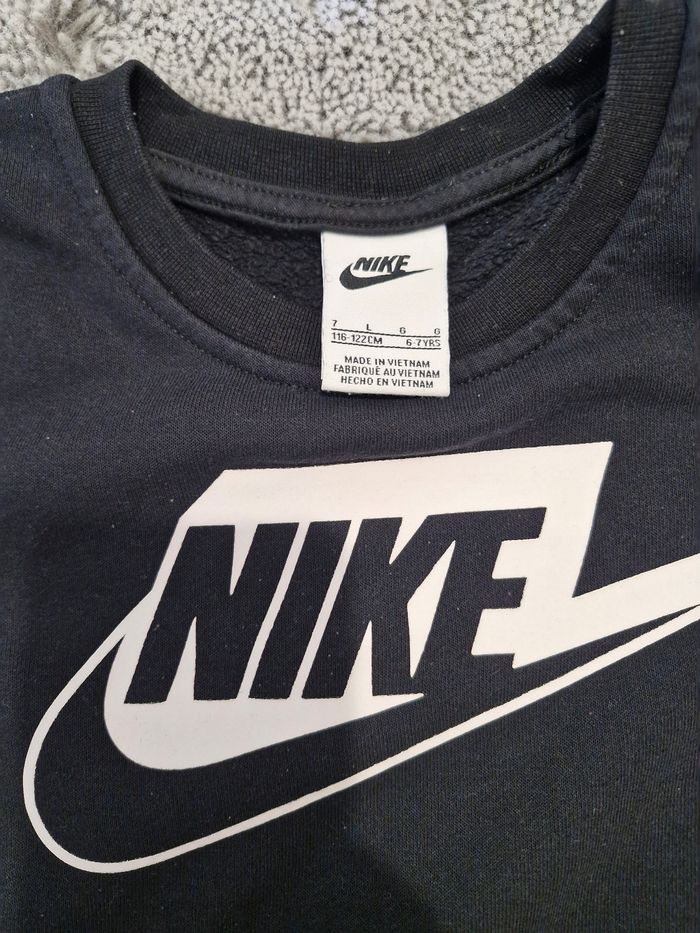 NIKE
7 L G G
116-122CM 6-7YRS
MADE IN VIETNAM
FABRIQUÉ AU VIETNAM
HECHO EN VIETNAM
NIKE